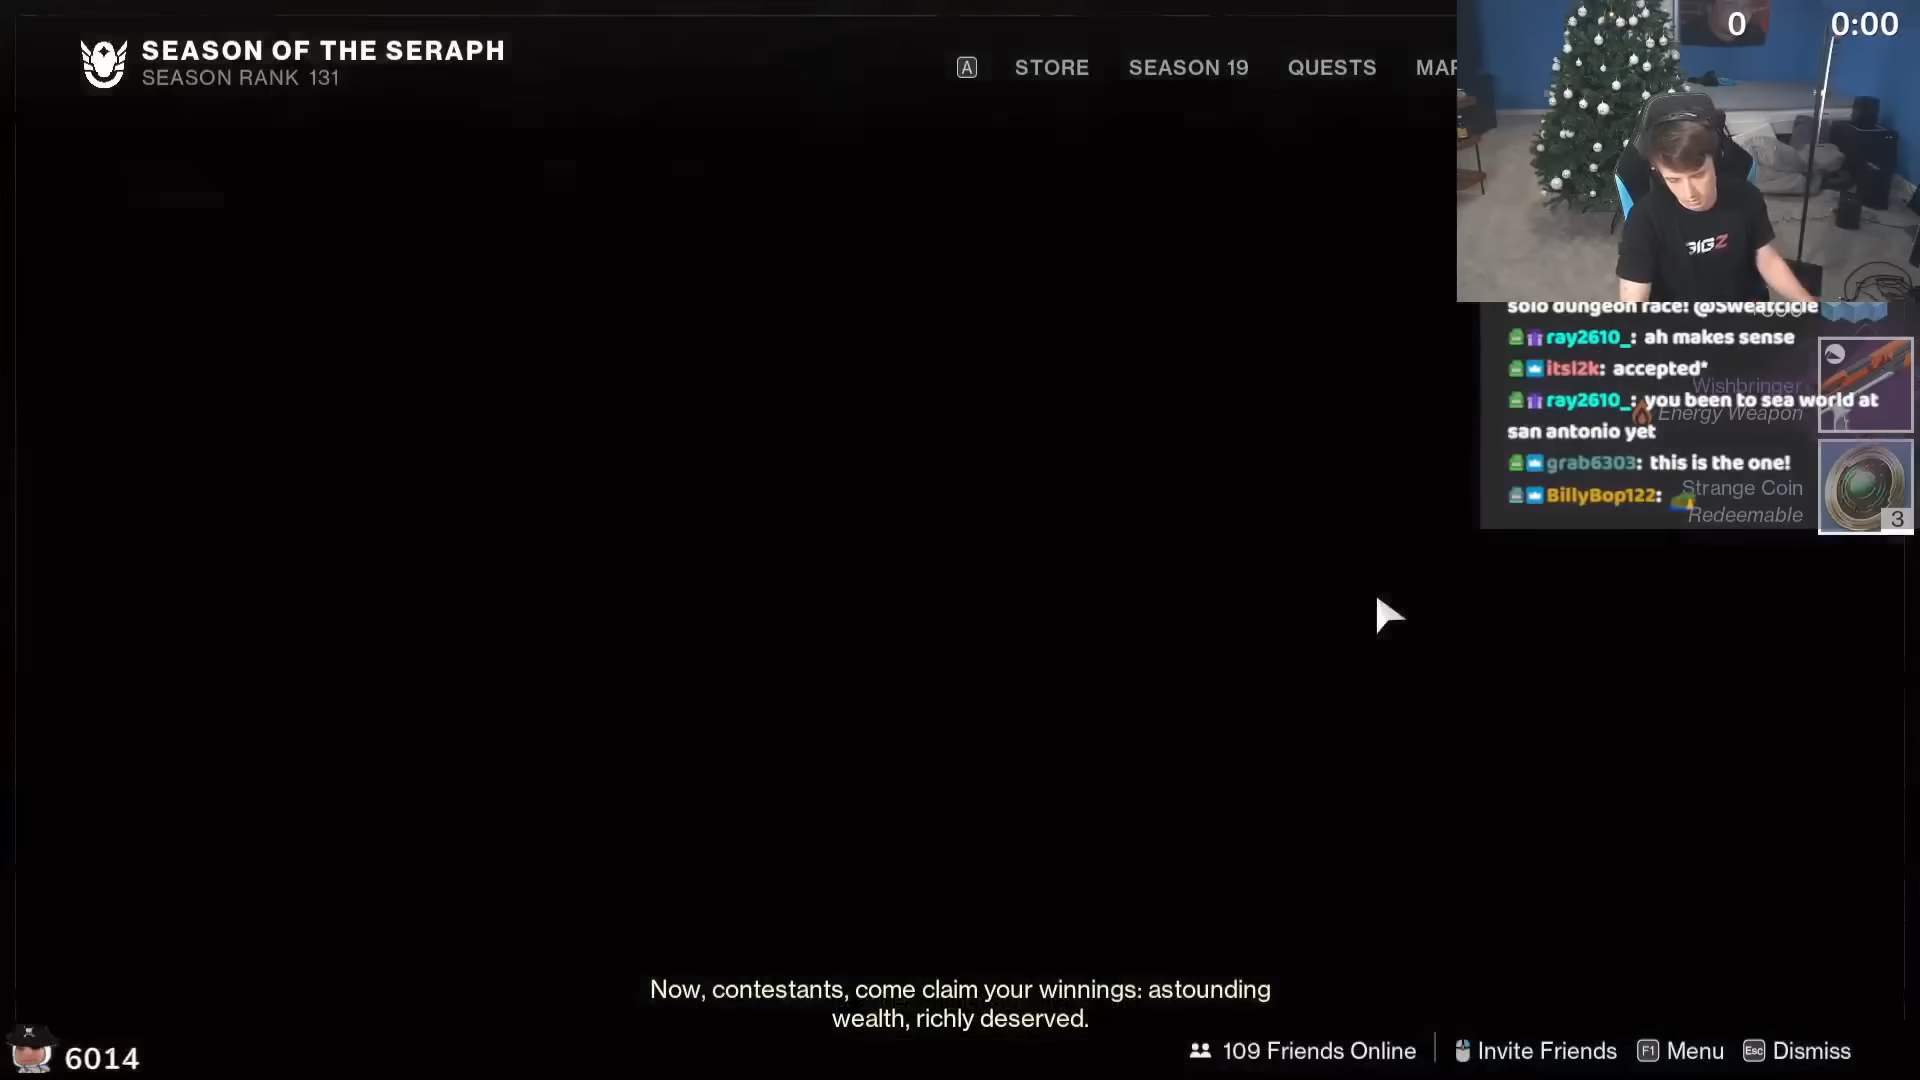 SEASON OF THE SERAPH
SEASON RANK 131
A STORE SEASON 19 QUESTS MAP
0 0:00
solo dungeon race! @Sweatcicle
ray2610_: ah makes sense
itsl2k: accepted*
Wishbringer
ray2610_: you been to sea world at
Energy Weapon
san antonio yet
grab6303: this is the one!
BillyBop122:
Strange Coin
Redeemable
3
Now, contestants, come claim your winnings: astounding
wealth, richly deserved.
6014
109 Friends Online Invite Friends F1 Menu Esc Dismiss